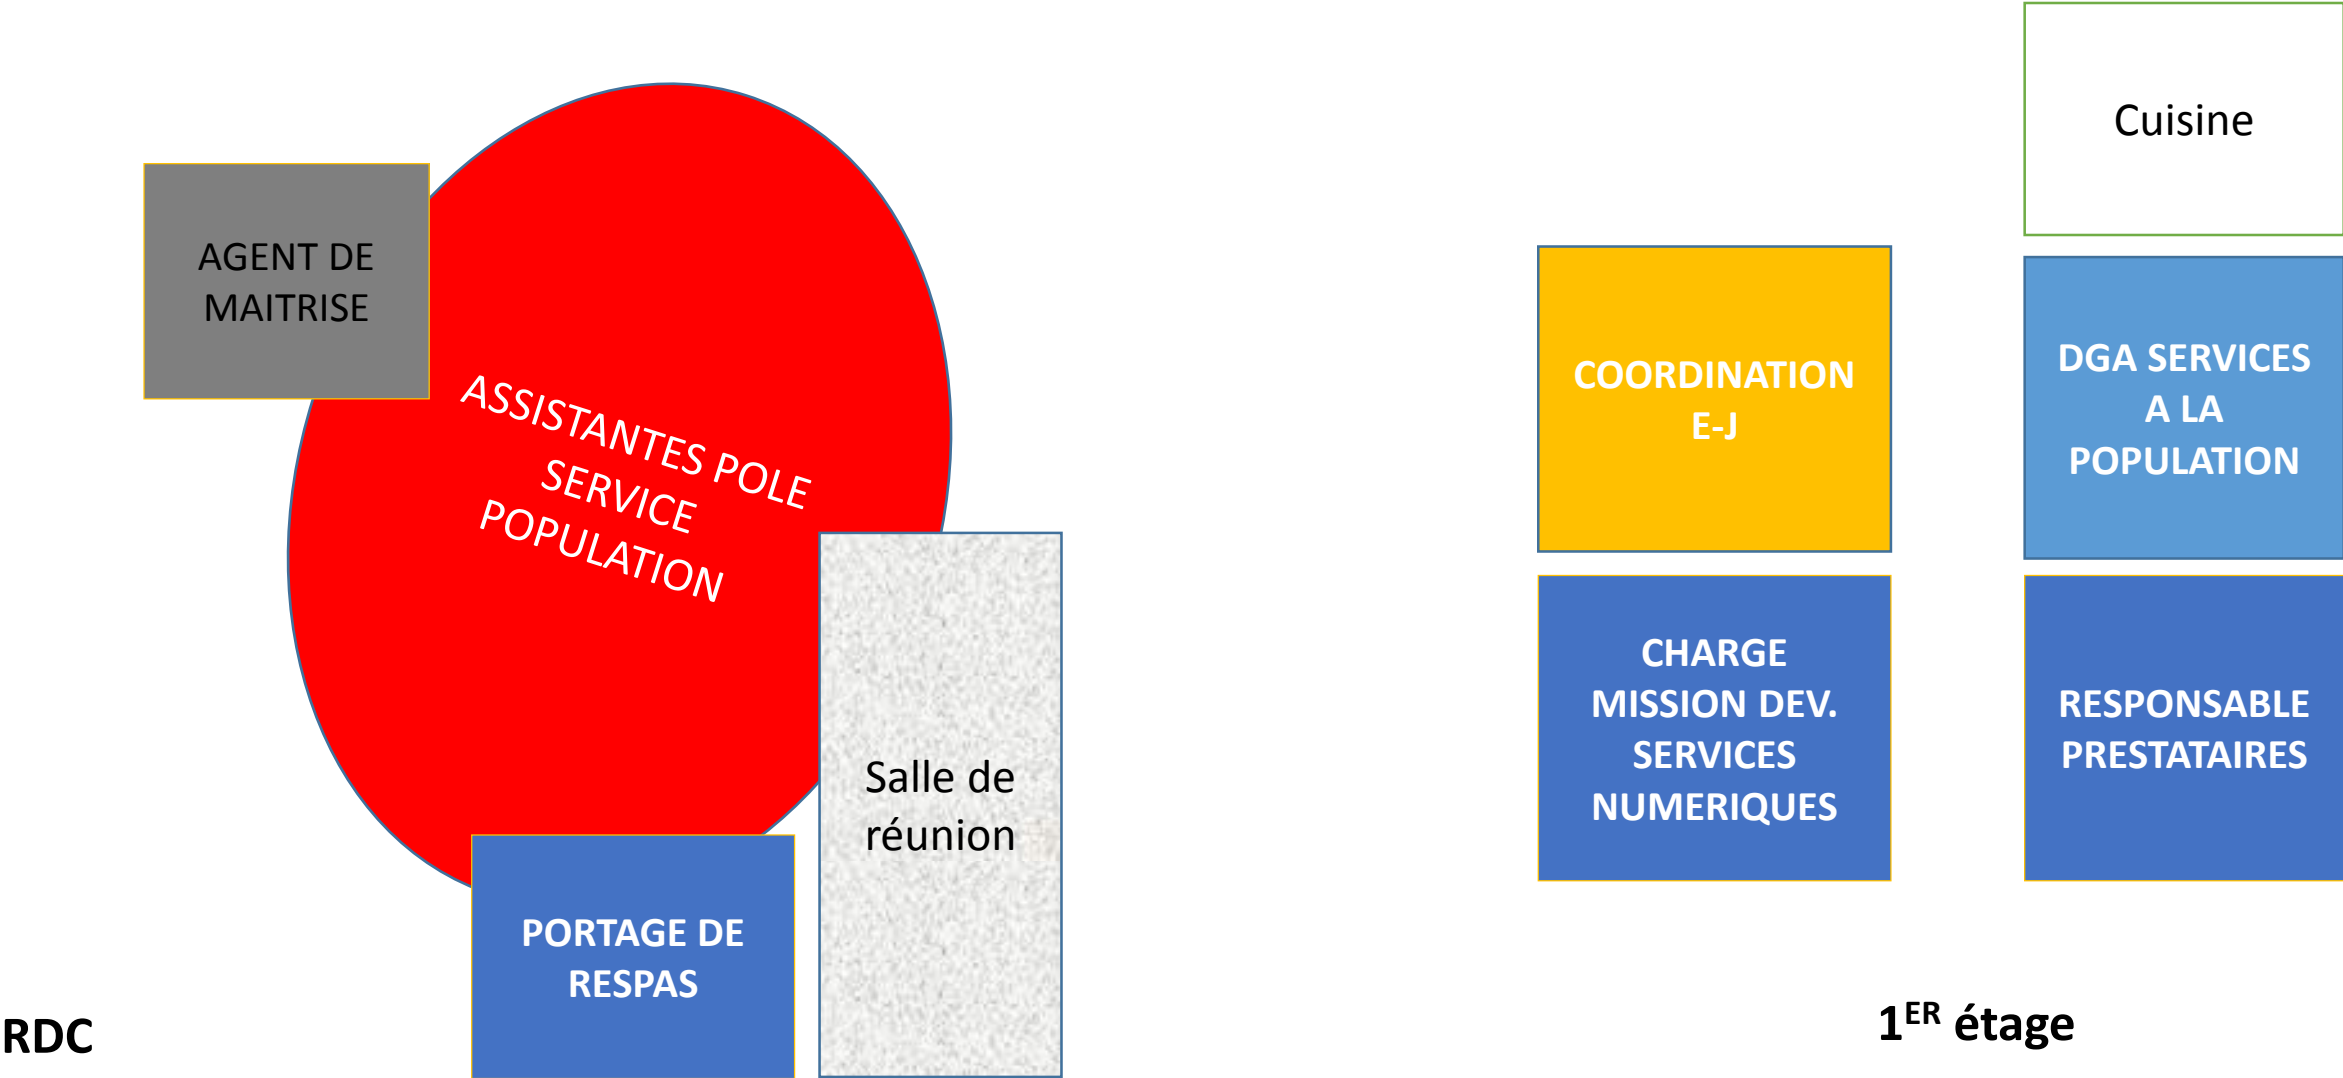 AGENT DE
MAITRISE
ASSISTANTES POLE
SERVICE
POPULATION
Salle de
réunion
PORTAGE DE
RESPAS
RDC
Cuisine
COORDINATION
E-J
DGA SERVICES
A LA
POPULATION
CHARGE
MISSION DEV.
SERVICES
NUMERIQUES
RESPONSABLE
PRESTATAIRES
1ER étage